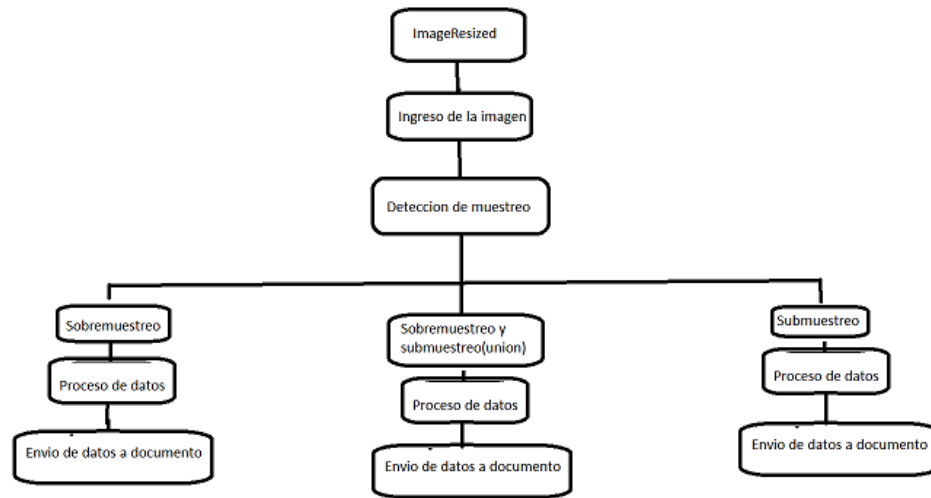 ImageResized
Ingreso de la imagen
Deteccion de muestreo
Sobremuestreo
Sobremuestreo y
submuestreo(union)
Submuestreo
Proceso de datos
Proceso de datos
Proceso de datos
Envio de datos a documento
Envio de datos a documento
Envio de datos a documento